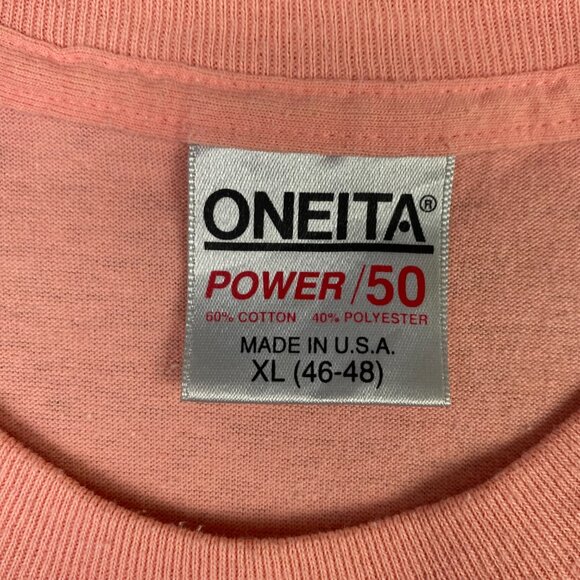 ONEITA®
POWER/50
60% COTTON 40% POLYESTER
MADE IN U.S.A.
XL (46-48)